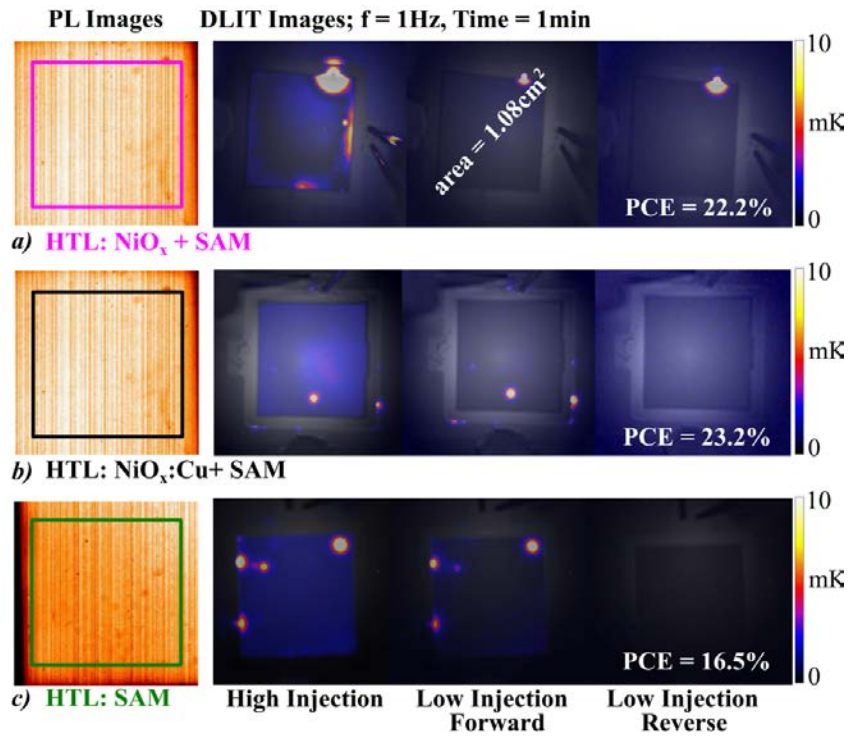 PL Images DLIT Images; f = 1Hz, Time = 1min
10
mK
0
area = 1.08cm²
PCE = 22.2%
a) HTL: NiOₓ + SAM
10
mK
0
PCE = 23.2%
b) HTL: NiOₓ:Cu+ SAM
10
mK
0
PCE = 16.5%
c) HTL: SAM
High Injection
Low Injection
Forward
Low Injection
Reverse